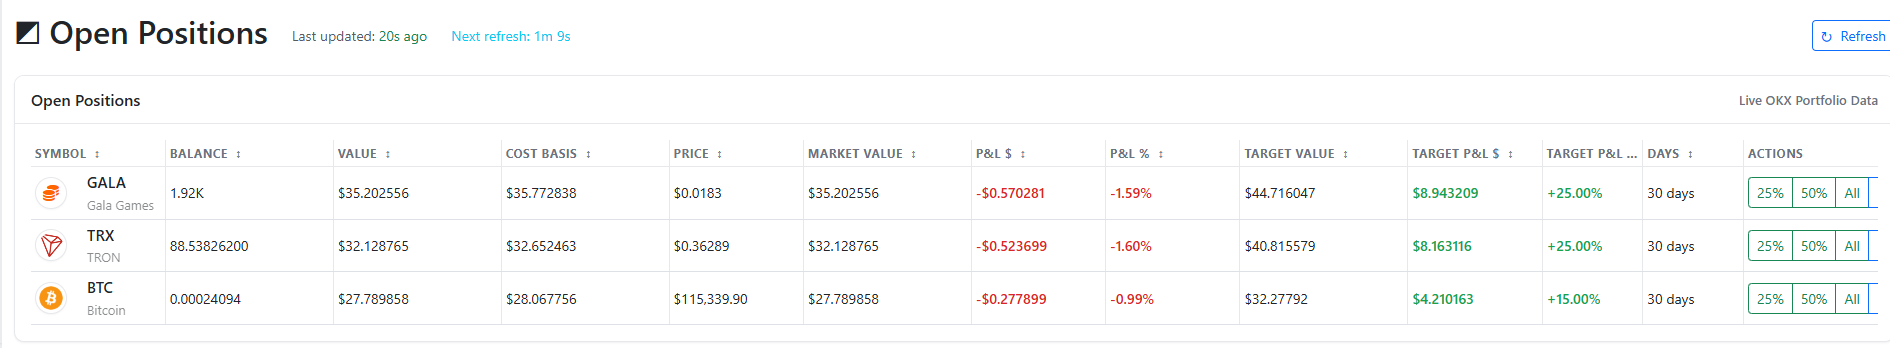 Open Positions Last updated: 20s ago Next refresh: 1m 9s ↻ Refresh
Open Positions Live OKX Portfolio Data
SYMBOL ↕ BALANCE ↕ VALUE ↕ COST BASIS ↕ PRICE ↕ MARKET VALUE ↕ P&L $ ↕ P&L % ↕ TARGET VALUE ↕ TARGET P&L $ ↕ TARGET P&L ... DAYS ↕ ACTIONS
GALA
Gala Games
1.92K $35.202556 $35.772838 $0.0183 $35.202556 -$0.570281 -1.59% $44.716047 $8.943209 +25.00% 30 days 25% 50% All
TRX
TRON
88.53826200 $32.128765 $32.652463 $0.36289 $32.128765 -$0.523699 -1.60% $40.815579 $8.163116 +25.00% 30 days 25% 50% All
BTC
Bitcoin
0.00024094 $27.789858 $28.067756 $115,339.90 $27.789858 -$0.277899 -0.99% $32.27792 $4.210163 +15.00% 30 days 25% 50% All